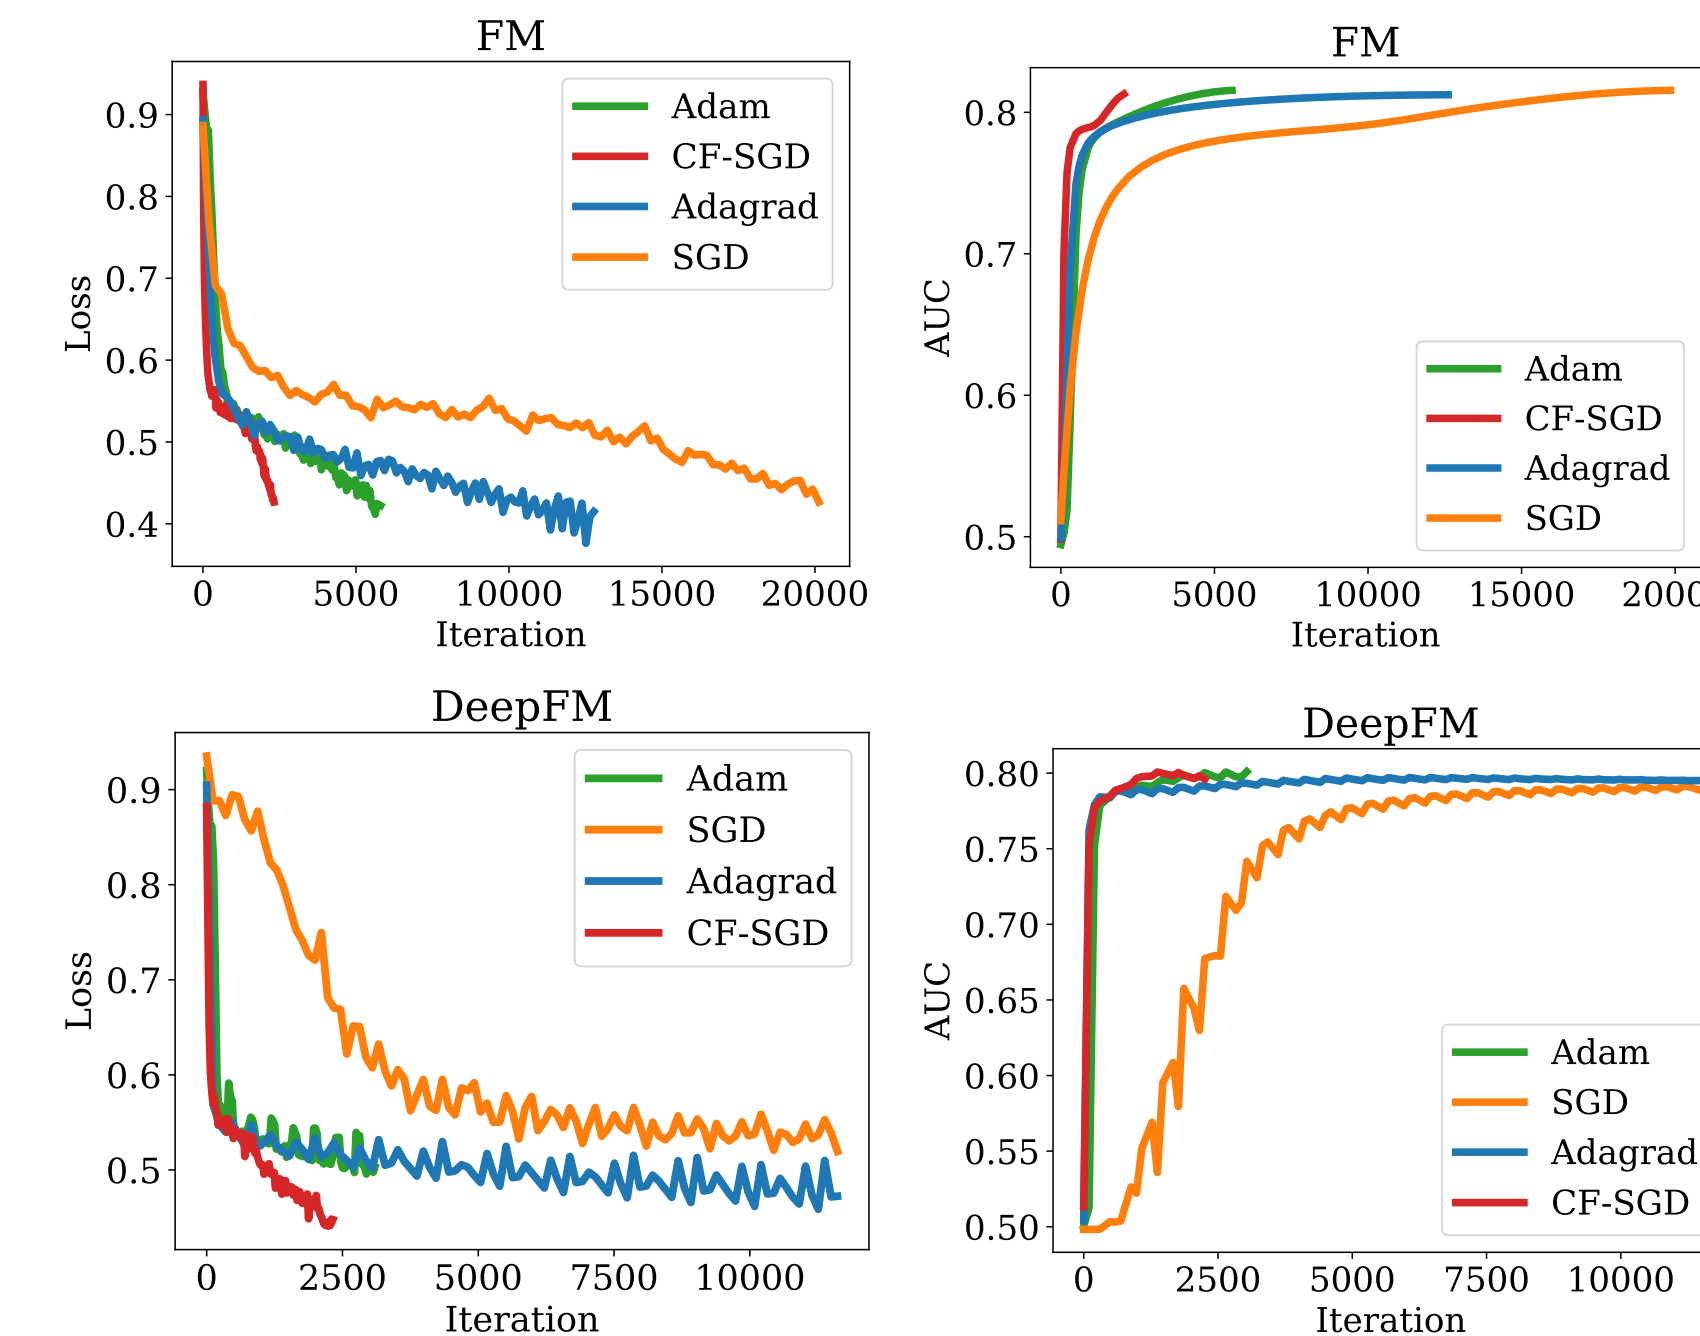 FM
0.9
0.8
0.7
0.6
0.5
0.4
Loss
Adam
CF-SGD
Adagrad
SGD
0 5000 10000 15000 20000
Iteration
FM
0.8
0.7
0.6
0.5
AUC
Adam
CF-SGD
Adagrad
SGD
0 5000 10000 15000 2000
Iteration
DeepFM
0.9
0.8
0.7
0.6
0.5
Loss
Adam
SGD
Adagrad
CF-SGD
0 2500 5000 7500 10000
Iteration
DeepFM
0.80
0.75
0.70
0.65
0.60
0.55
0.50
AUC
Adam
SGD
Adagrad
CF-SGD
0 2500 5000 7500 10000
Iteration